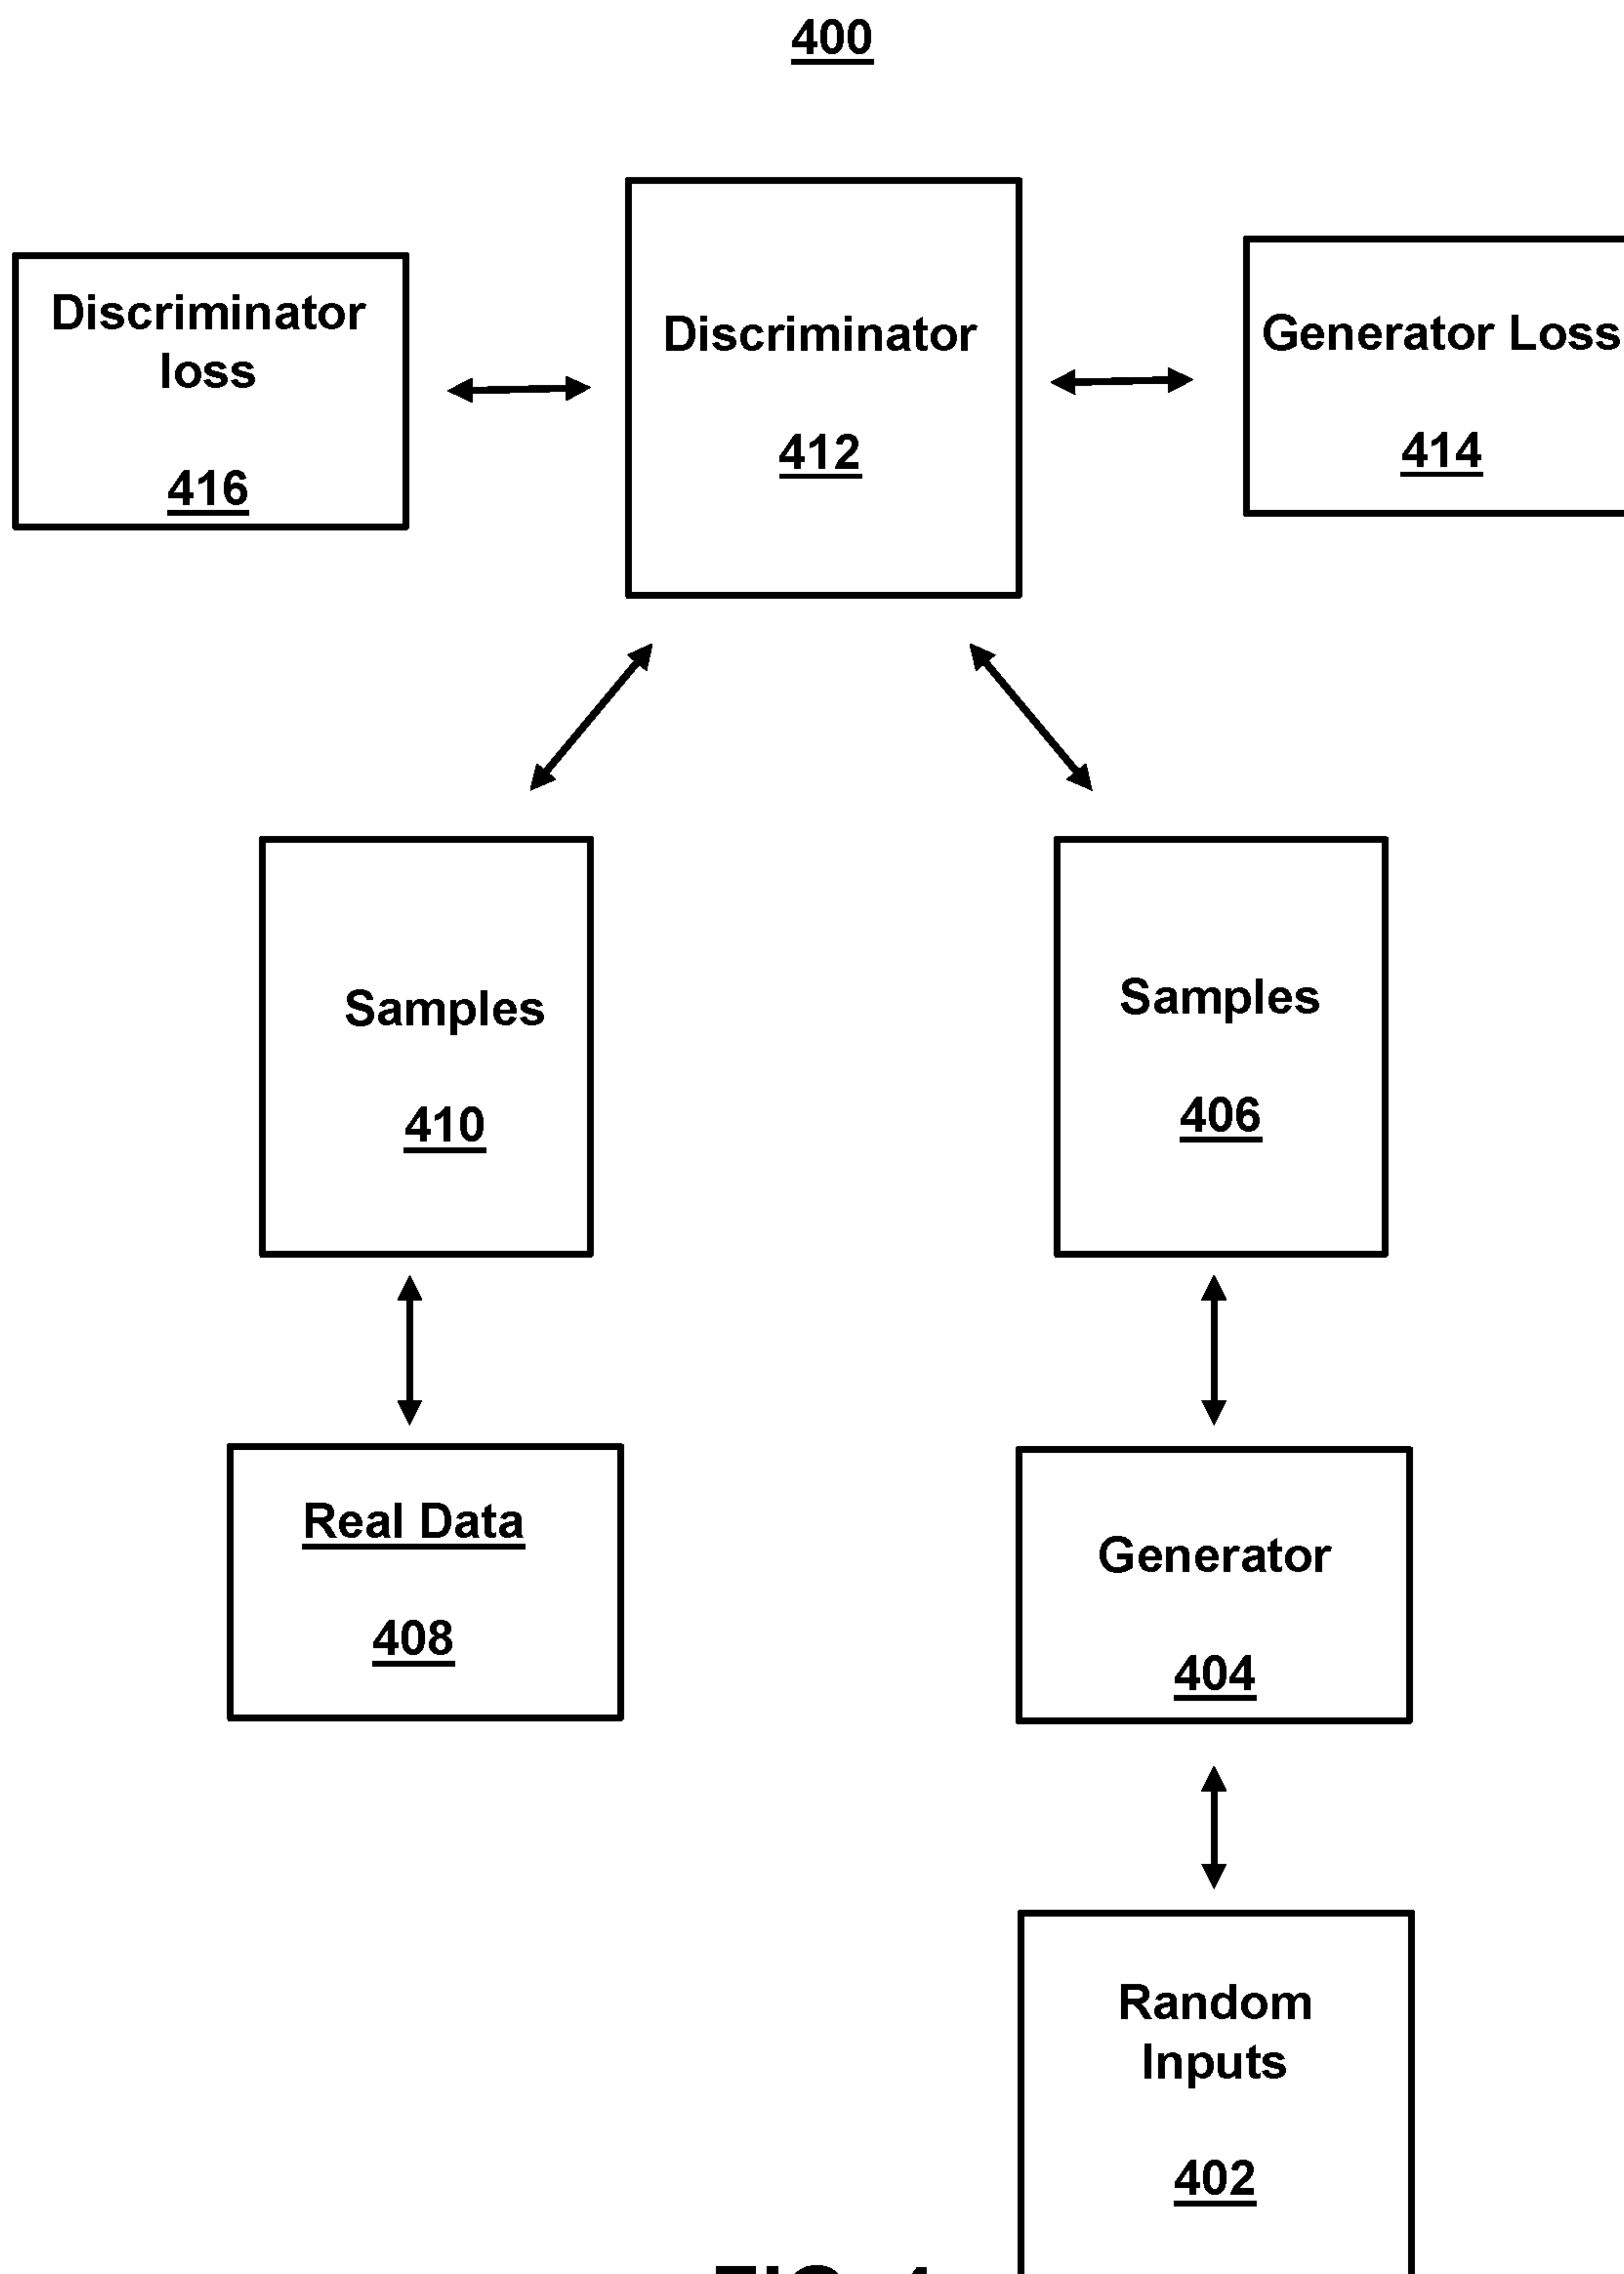 400
Discriminator
loss
416
Discriminator
412
Generator Loss
414
Samples
410
Samples
406
Real Data
408
Generator
404
Random
Inputs
402